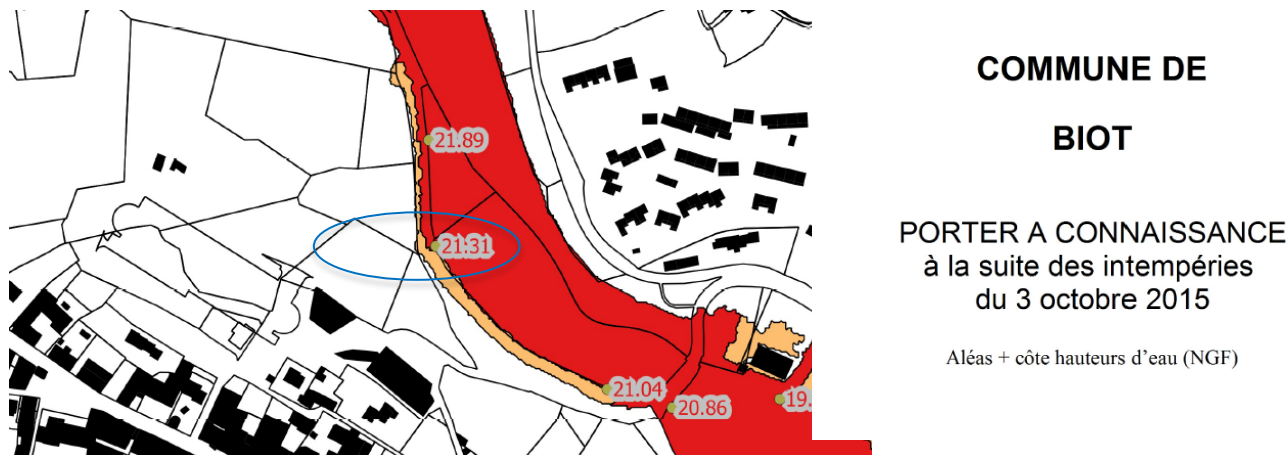 21.89
21.31
21.04
20.86
19.
COMMUNE DE
BIOT
PORTER A CONNAISSANCE
à la suite des intempéries
du 3 octobre 2015
Aléas + côte hauteurs d'eau (NGF)